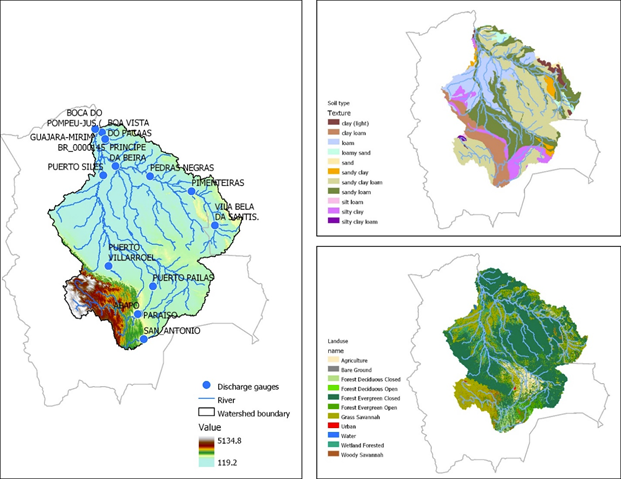 BOCA DO
POMPEU-JUS.(
BOA VISTA
DO PACAAS
GUAJARA-MIRIM
BR_0000145
PRINCIPE
DA BEIRA
PUERTO SILES
PEDRAS NEGRAS
PIMENTEIRAS
VILA BELA
DA SANTIS.
PUERTO
VILLARROEL
PUERTO PAILAS
ABAPO
PARAISO
SAN ANTONIO
Discharge gauges
River
Watershed boundary
Value
5134.8
119.2
Soil type
Texture
clay (light)
clay loam
loam
loamy sand
sand
sandy clay
sandy clay loam
sandy loam
silt loam
silty clay
silty clay loam
Landuse
name
Agriculture
Bare Ground
Forest Deciduous Closed
Forest Deciduous Open
Forest Evergreen Closed
Forest Evergreen Open
Grass Savannah
Urban
Water
Wetland Forested
Woody Savannah